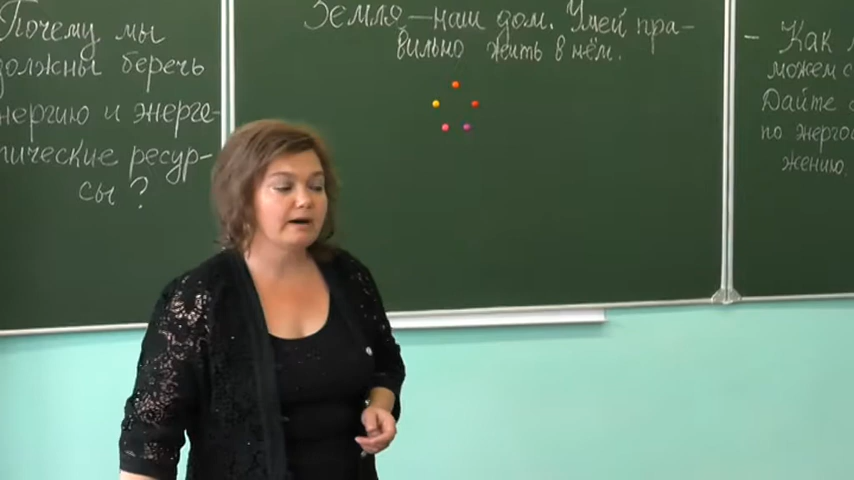 Почему мы
должны беречь
энергию и энерге-
тические ресур-
сы?
Земля - наш дом. Умей пра-
вильно жить в нём.
- Как
можем с
Дайте
по энерго
жению.